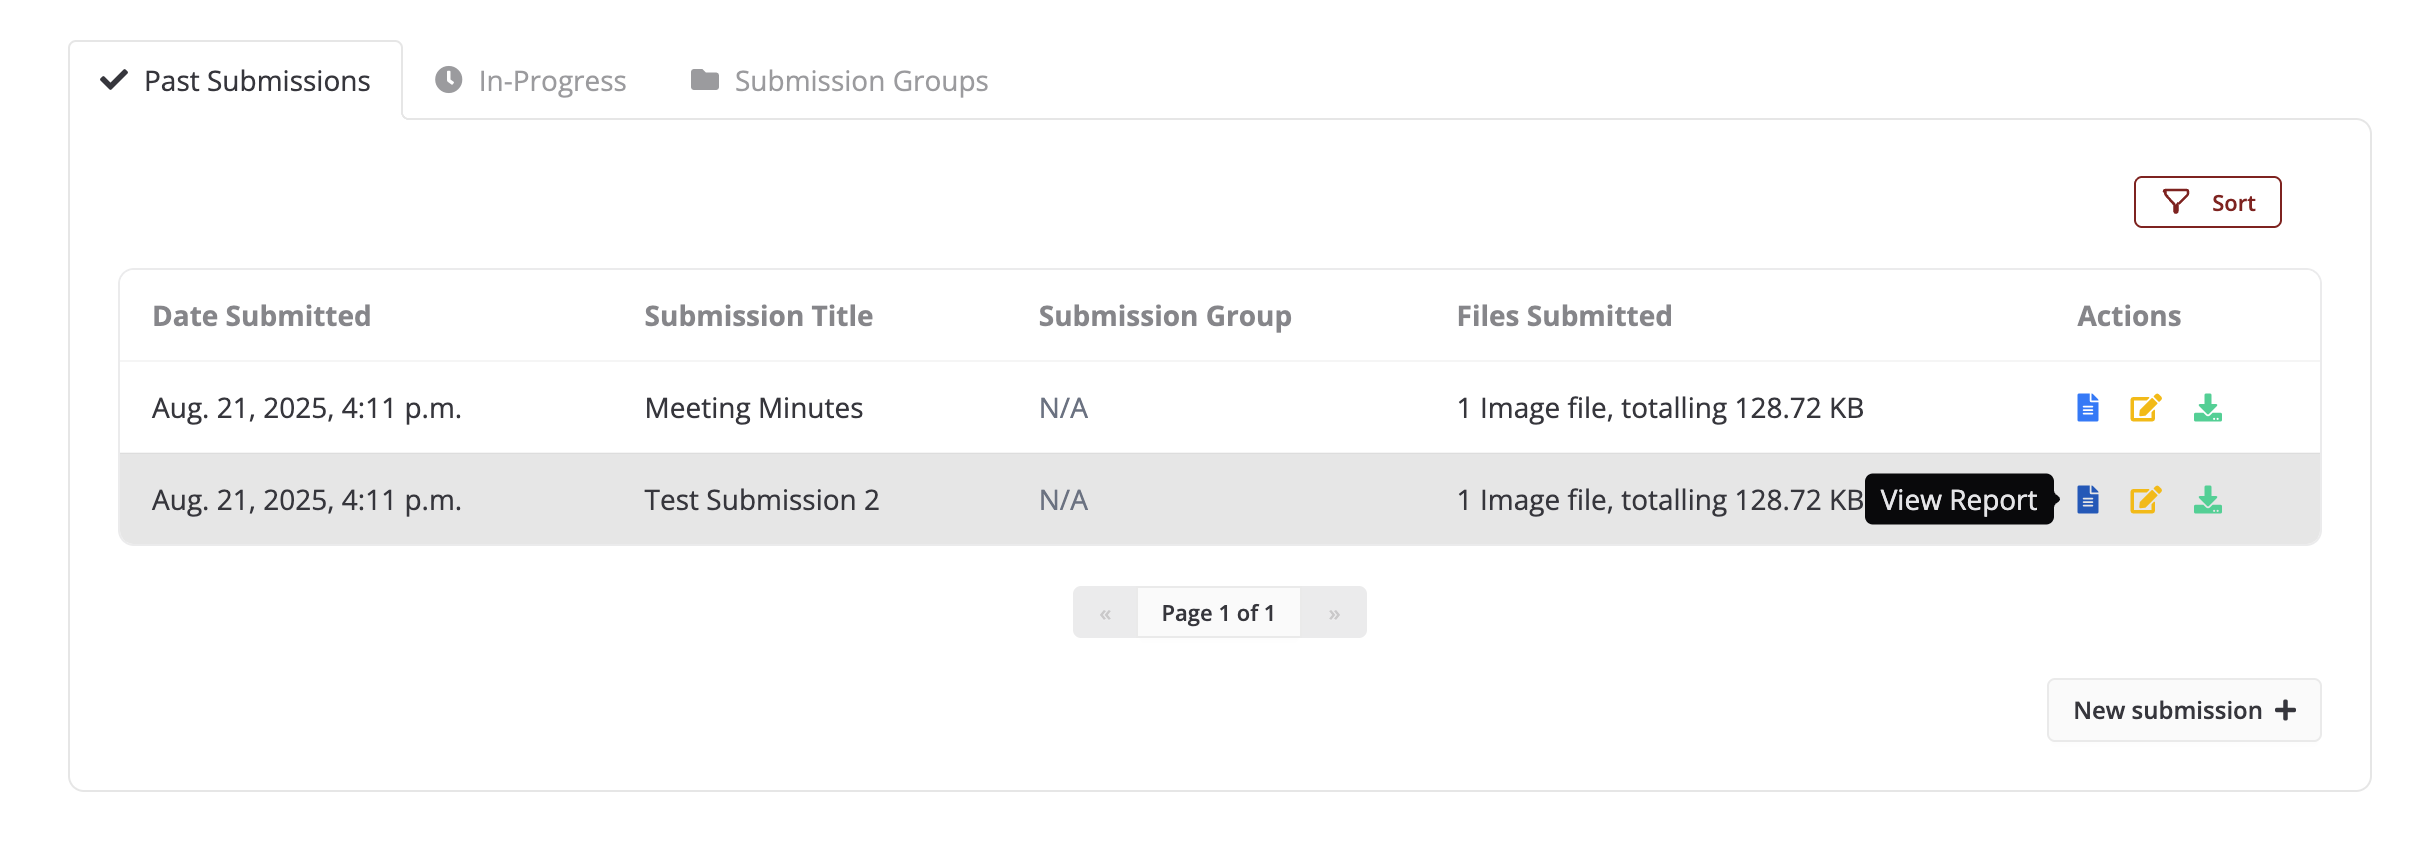 Past Submissions In-Progress Submission Groups
Sort
Date Submitted Submission Title Submission Group Files Submitted Actions
Aug. 21, 2025, 4:11 p.m. Meeting Minutes N/A 1 Image file, totalling 128.72 KB
Aug. 21, 2025, 4:11 p.m. Test Submission 2 N/A 1 Image file, totalling 128.72 KB View Report
« Page 1 of 1 »
New submission +